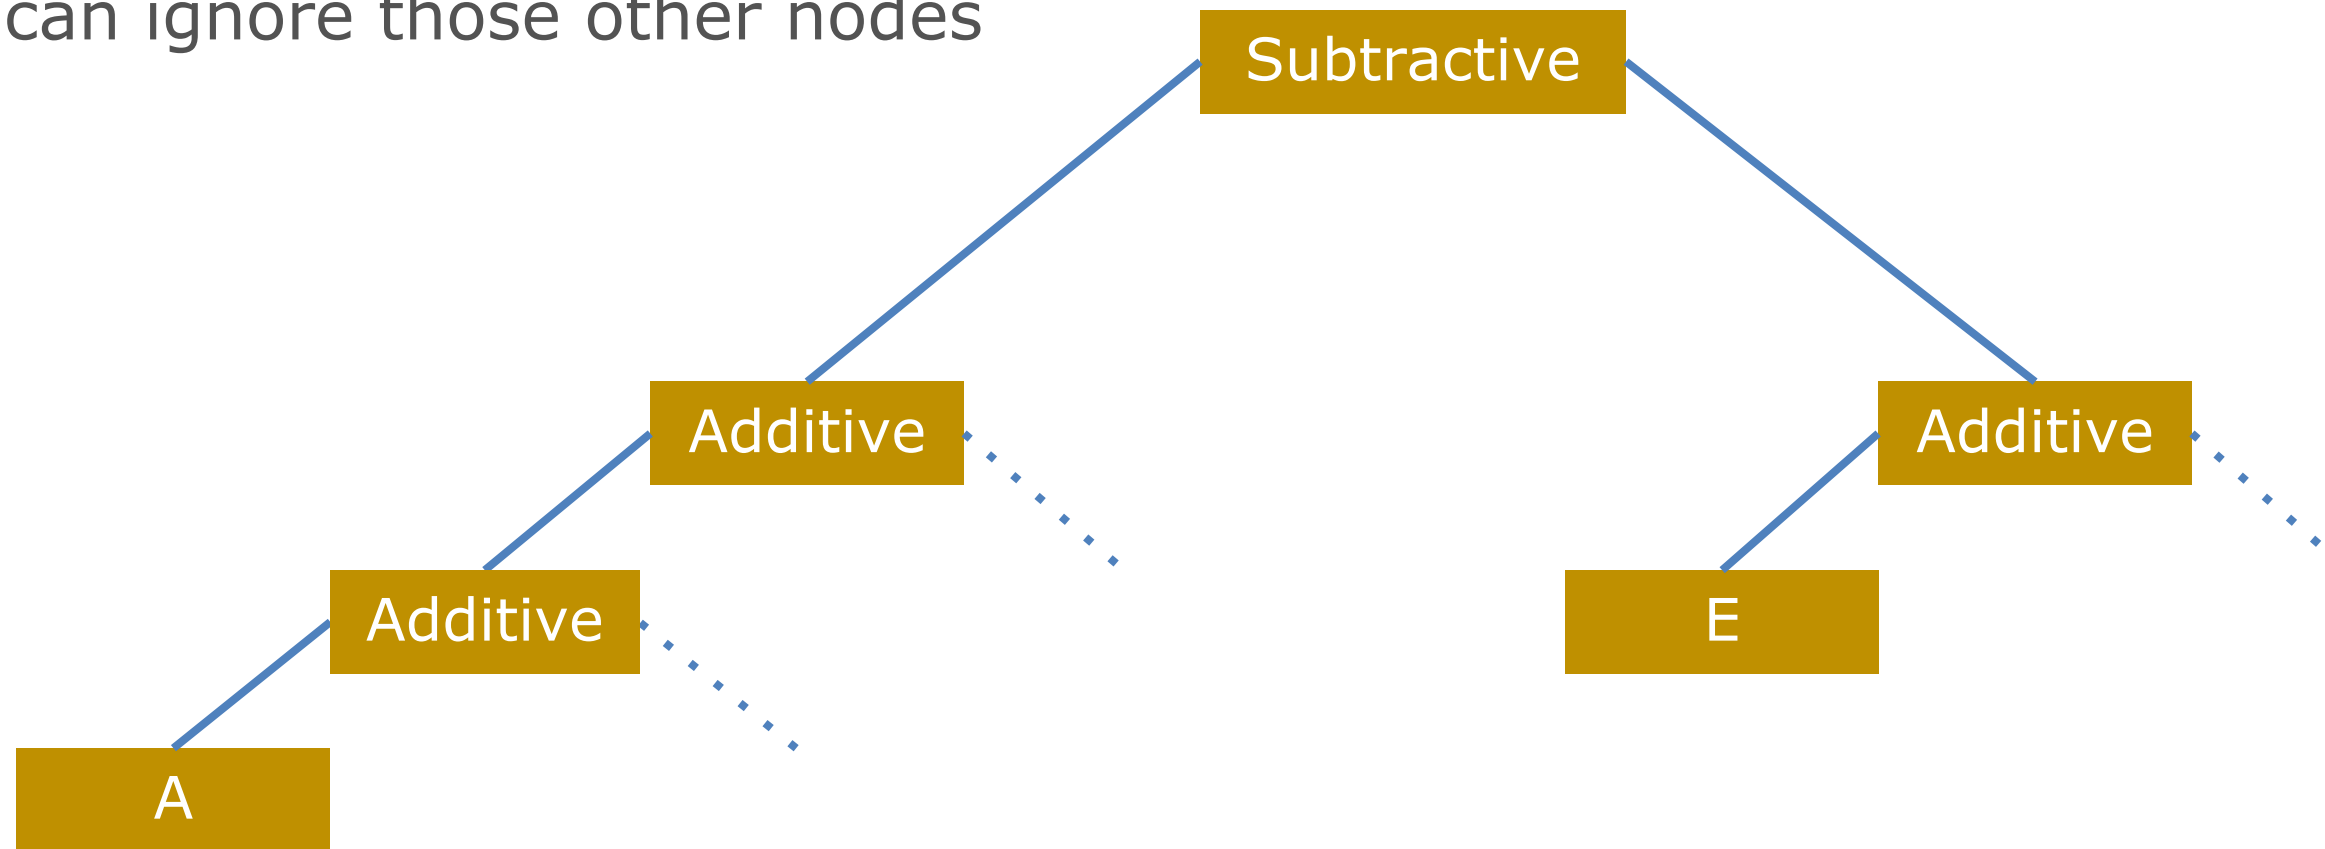 can ignore those other nodes
Subtractive
Additive
Additive
Additive
E
A